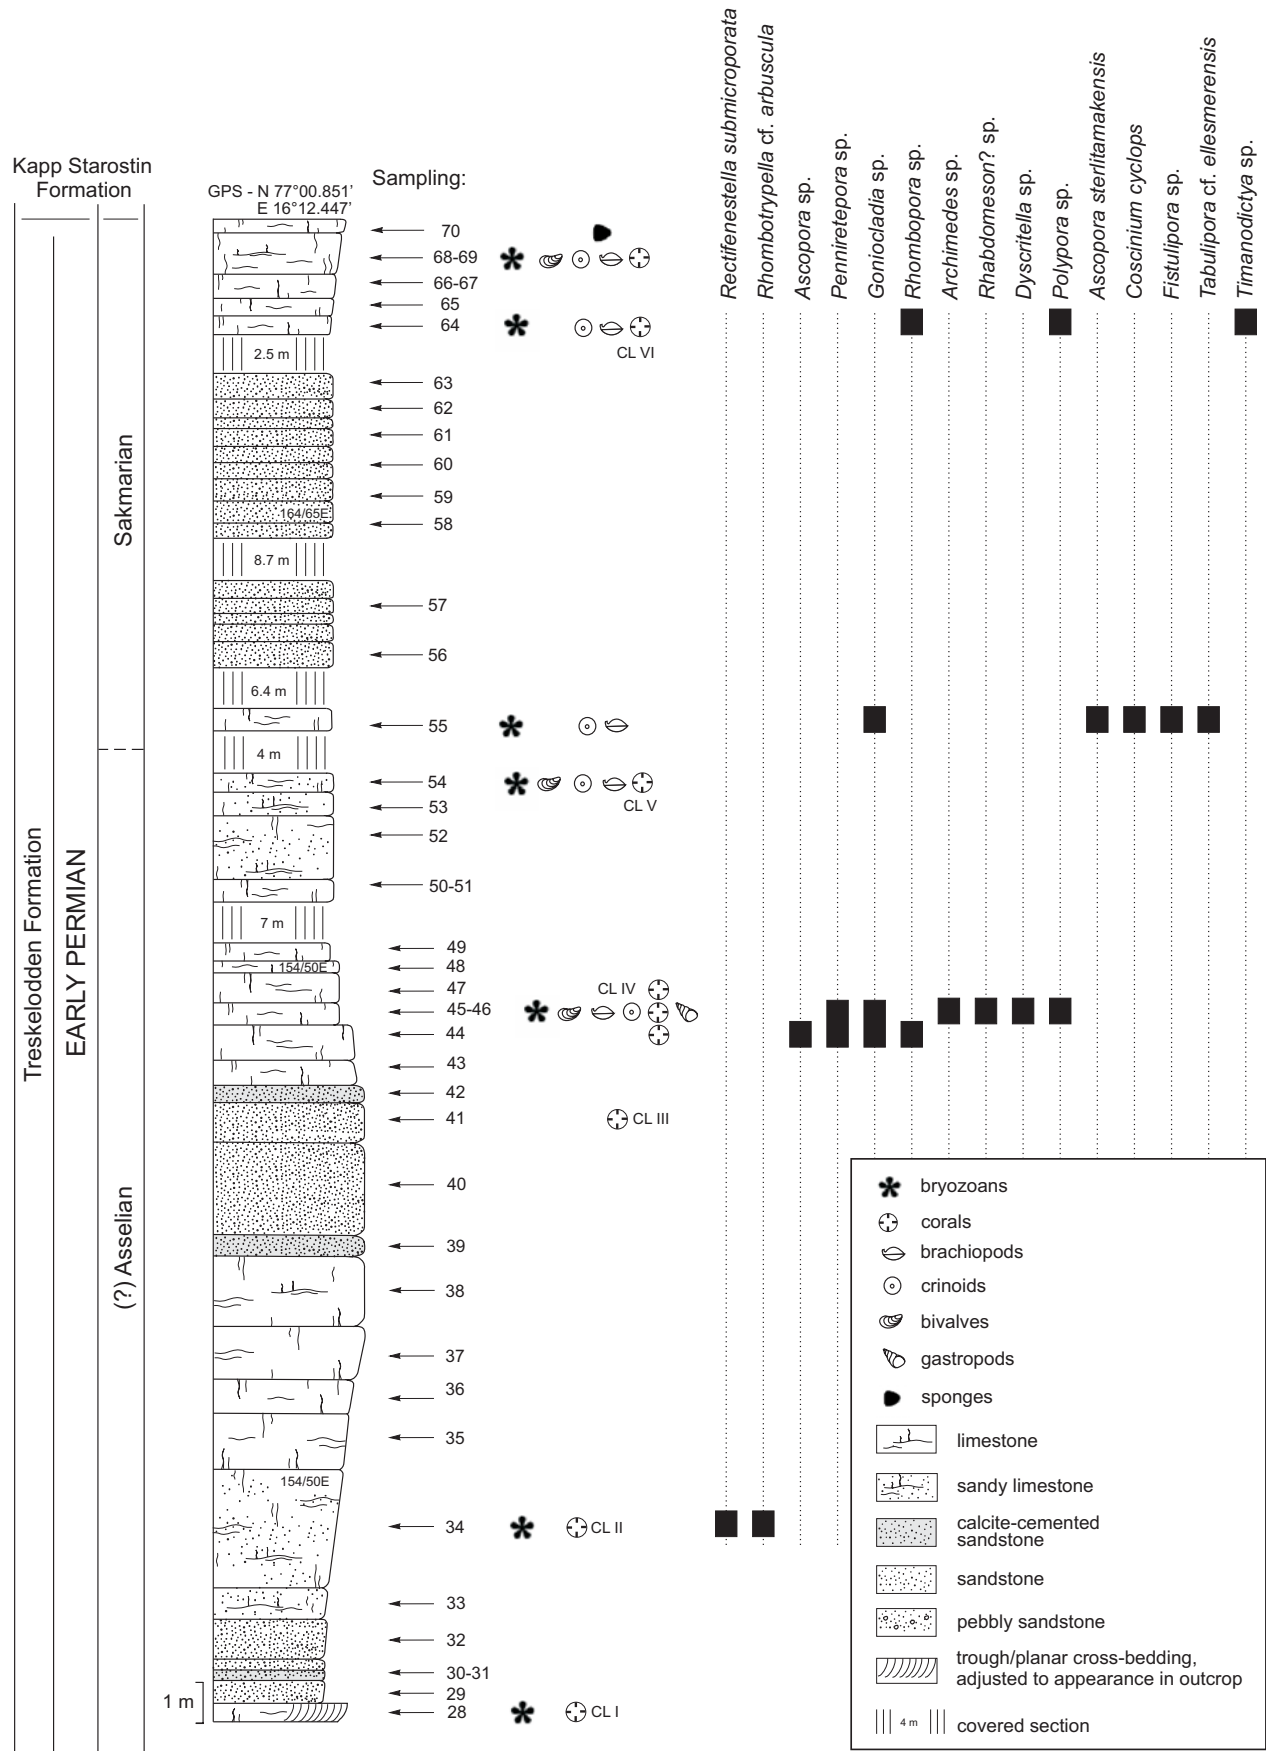 Kapp Starostin
Formation
GPS - N 77°00.851'
E 16°12.447'
Sampling:
Rectifenestella submicroporata
Rhombotrypella cf. arbuscula
Ascopora sp.
Penniretepora sp.
Goniocladia sp.
Rhombopora sp.
Archimedes sp.
Rhabdomeson? sp.
Dyscritella sp.
Polypora sp.
Ascopora sterlitamakensis
Coscinium cyclops
Fistulipora sp.
Tabulipora cf. ellesmerensis
Timanodictya sp.
Treskelodden Formation
EARLY PERMIAN
Sakmarian
(?) Asselian
70
68-69
66-67
65
64
CL VI
2.5 m
63
62
61
60
59
164/65E
58
8.7 m
57
56
6.4 m
55
4 m
54
53
CL V
52
50-51
7 m
49
48
154/50E
47
CL IV
45-46
44
43
42
41
CL III
40
39
38
37
36
35
154/50E
34
CL II
33
32
30-31
29
28
CL I
1 m
bryozoans
corals
brachiopods
crinoids
bivalves
gastropods
sponges
limestone
sandy limestone
calcite-cemented
sandstone
sandstone
pebbly sandstone
trough/planar cross-bedding,
adjusted to appearance in outcrop
4 m
covered section